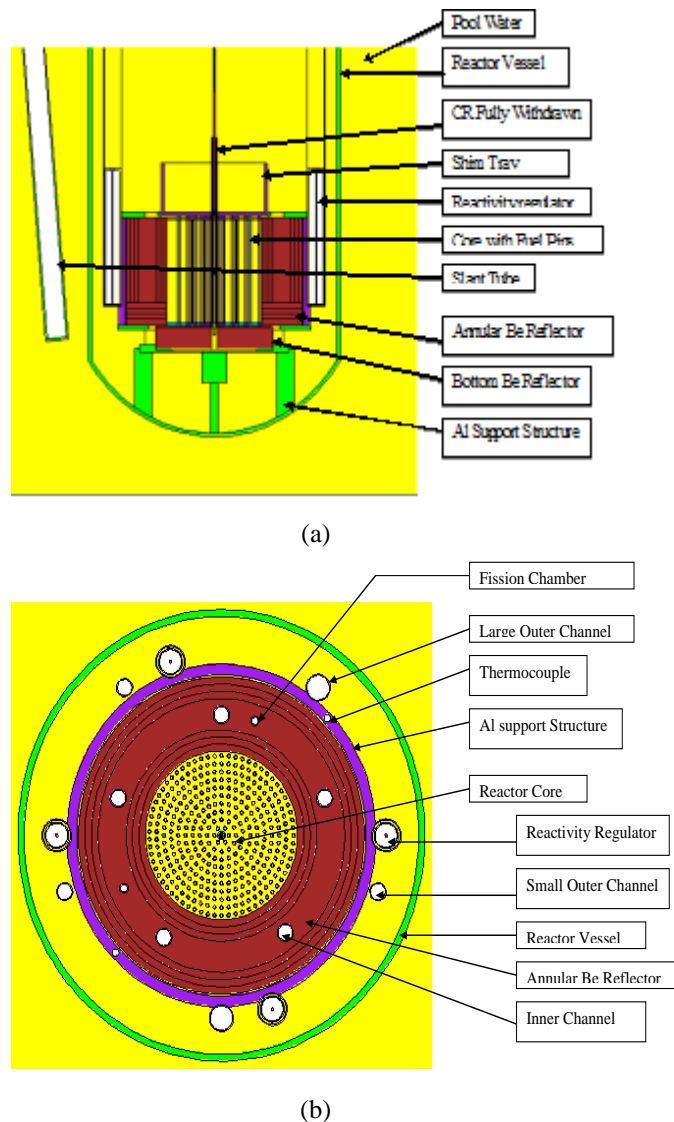 Pool Water
Reactor Vessel
CR Fully Withdrawn
Shim Tray
Reactivity regulator
Core with Fuel Pins
Slant Tube
Annular Be Reflector
Bottom Be Reflector
Al Support Structure
(a)
Fission Chamber
Large Outer Channel
Thermocouple
Al support Structure
Reactor Core
Reactivity Regulator
Small Outer Channel
Reactor Vessel
Annular Be Reflector
Inner Channel
(b)